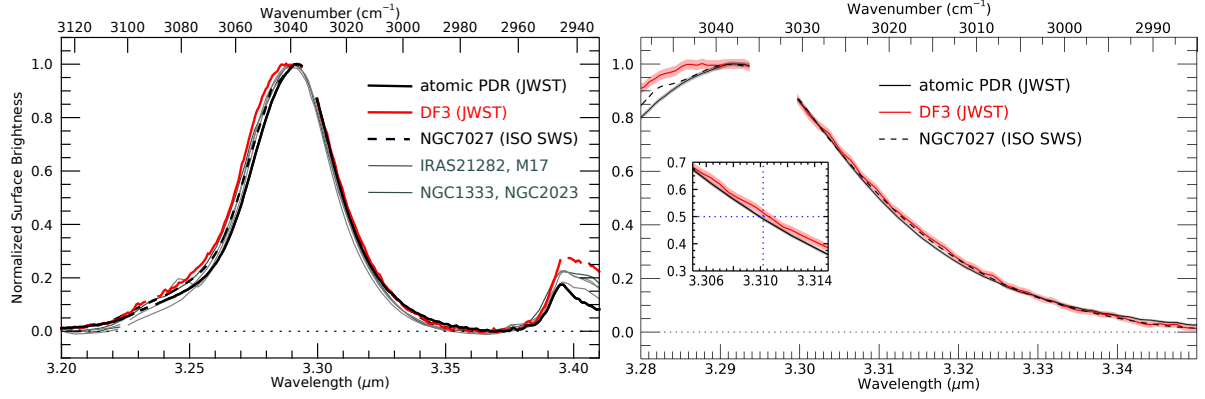 Wavenumber (cm⁻¹)
3120 3100 3080 3060 3040 3020 3000 2980 2960 2940
Normalized Surface Brightness
1.0
0.8
0.6
0.4
0.2
0.0
atomic PDR (JWST)
DF3 (JWST)
NGC7027 (ISO SWS)
IRAS21282, M17
NGC1333, NGC2023
3.20 3.25 3.30 3.35 3.40
Wavelength (μm)
Wavenumber (cm⁻¹)
3040 3030 3020 3010 3000 2990
1.0
0.8
0.6
0.4
0.2
0.0
atomic PDR (JWST)
DF3 (JWST)
NGC7027 (ISO SWS)
0.7
0.6
0.5
0.4
0.3
3.306 3.310 3.314
3.28 3.29 3.30 3.31 3.32 3.33 3.34
Wavelength (μm)